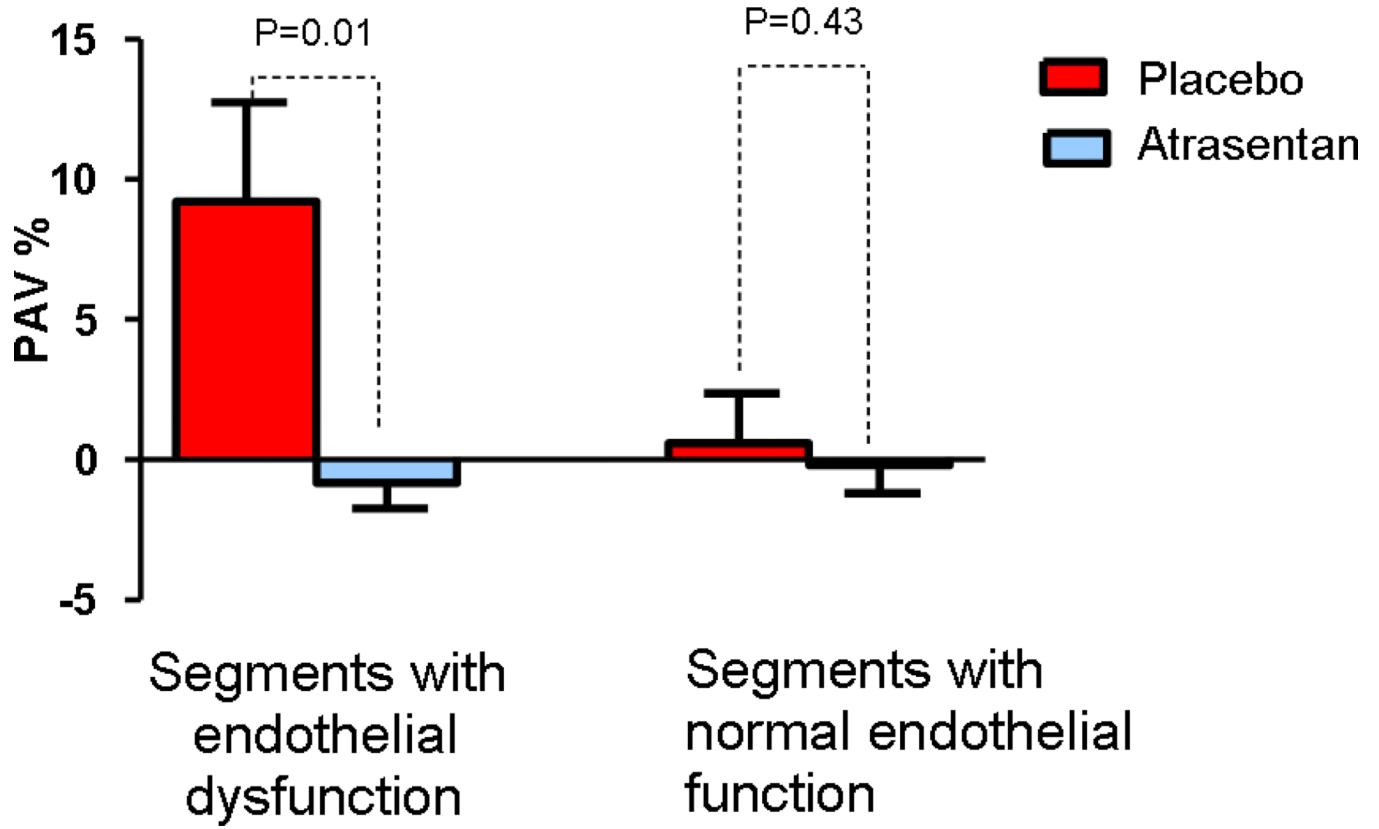 P=0.01
P=0.43
15
10
5
0
-5
PAV %
Placebo
Atrasentan
Segments with
endothelial
dysfunction
Segments with
normal endothelial
function